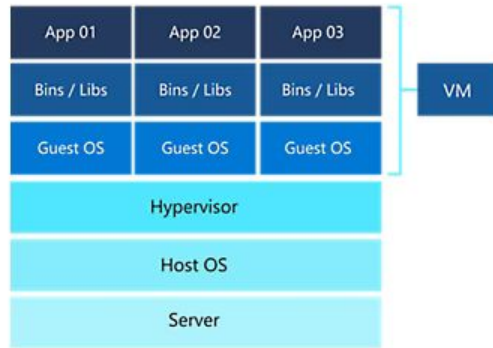 App 01 App 02 App 03
Bins / Libs Bins / Libs Bins / Libs VM
Guest OS Guest OS Guest OS
Hypervisor
Host OS
Server